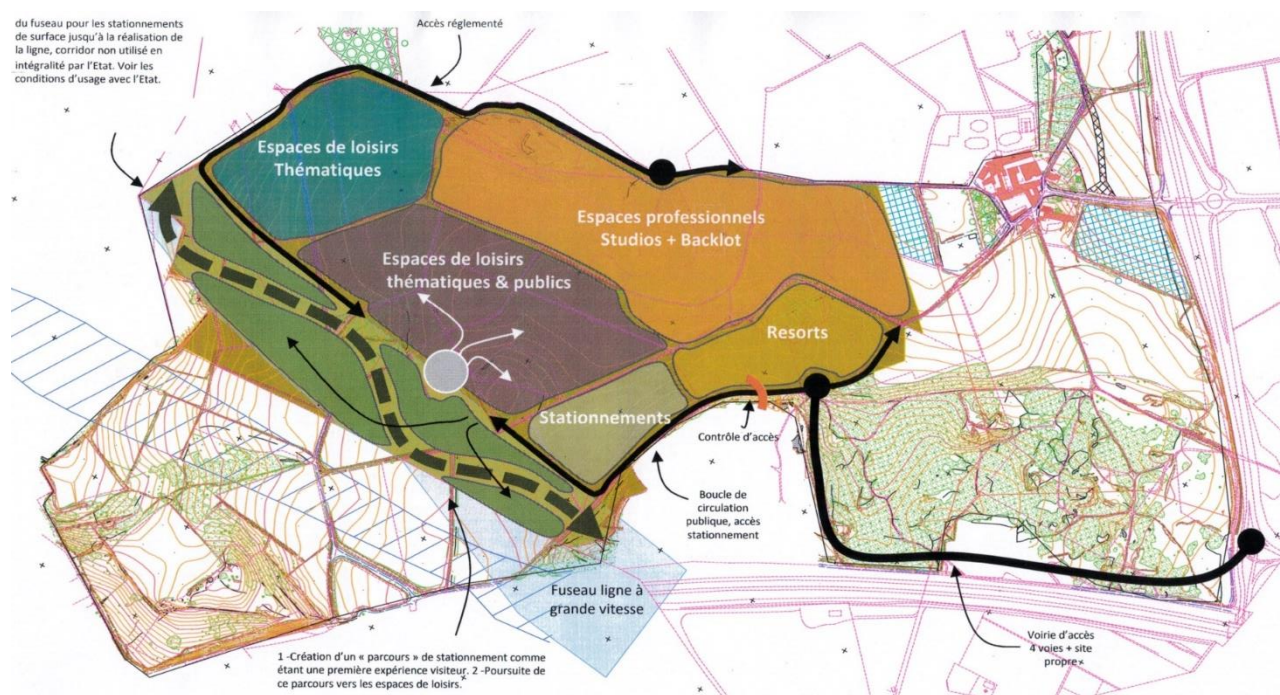 du fuseau pour les stationnements
de surface jusqu'à la réalisation de
la ligne, corridor non utilisé en
intégralité par l'Etat. Voir les
conditions d'usage avec l'Etat.
Accès réglementé
Espaces de loisirs
Thématiques
Espaces professionnels
Studios + Backlot
Espaces de loisirs
thématiques & publics
Resorts
Stationnements
Contrôle d'accès
Boucle de
circulation
publique, accès
stationnement
Fuseau ligne à
grande vitesse
Voirie d'accès
4 voies + site
propre
1 -Création d'un « parcours » de stationnement comme
étant une première expérience visiteur. 2 -Poursuite de
ce parcours vers les espaces de loisirs.